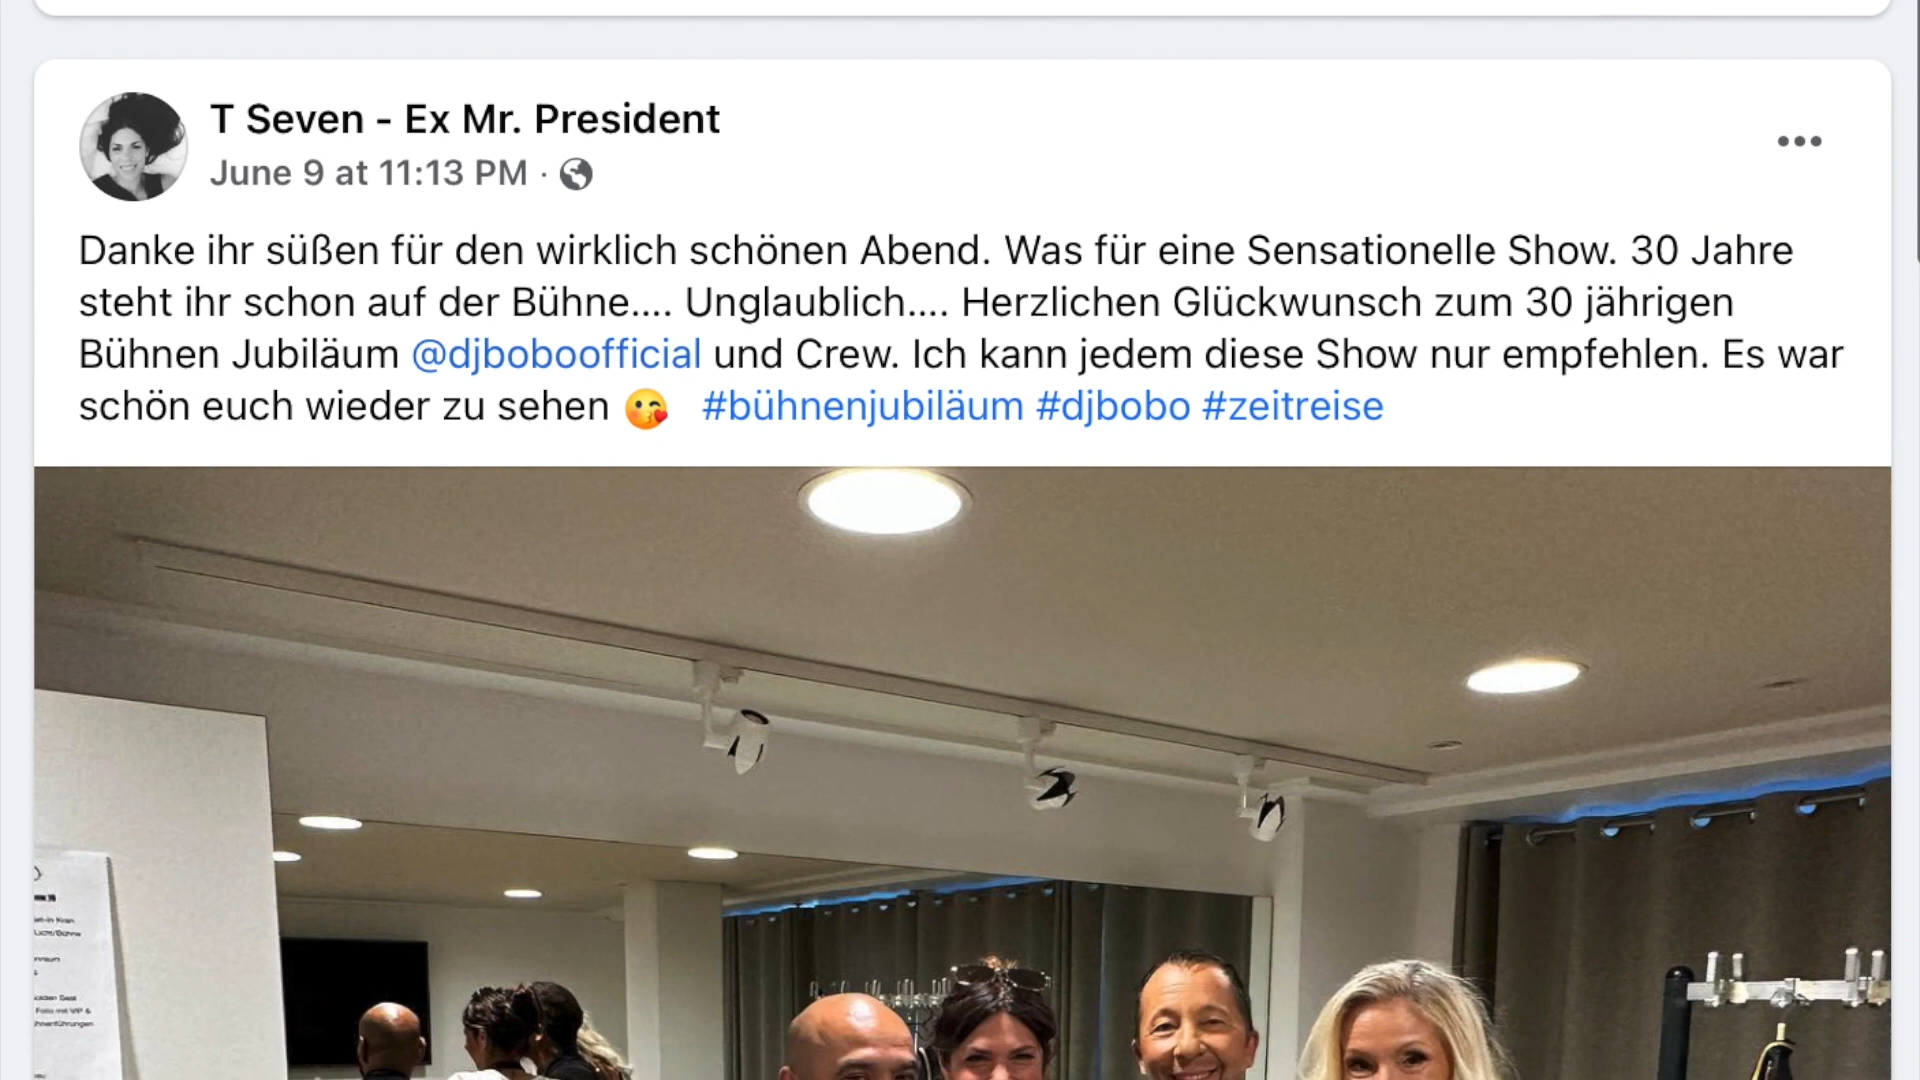 T Seven - Ex Mr. President
June 9 at 11:13 PM ·
Danke ihr süßen für den wirklich schönen Abend. Was für eine Sensationelle Show. 30 Jahre
steht ihr schon auf der Bühne.... Unglaublich.... Herzlichen Glückwunsch zum 30 jährigen
Bühnen Jubiläum @djboboofficial und Crew. Ich kann jedem diese Show nur empfehlen. Es war
schön euch wieder zu sehen 😘 #bühnenjubiläum #djbobo #zeitreise
Foto mit VIP &